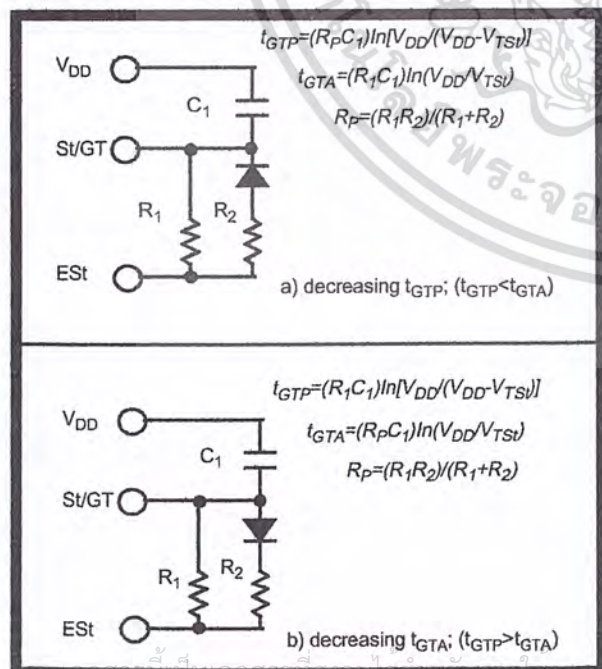 t_GTP=(R_PC_1)ln[V_DD/(V_DD-V_TSt)]
V_DD
t_GTA=(R_1C_1)ln(V_DD/V_TSt)
C_1
R_P=(R_1R_2)/(R_1+R_2)
St/GT
R_1
R_2
ESt
a) decreasing t_GTP; (t_GTP<t_GTA)
t_GTP=(R_1C_1)ln[V_DD/(V_DD-V_TSt)]
V_DD
t_GTA=(R_PC_1)ln(V_DD/V_TSt)
C_1
R_P=(R_1R_2)/(R_1+R_2)
St/GT
R_1
R_2
ESt
b) decreasing t_GTA; (t_GTP>t_GTA)